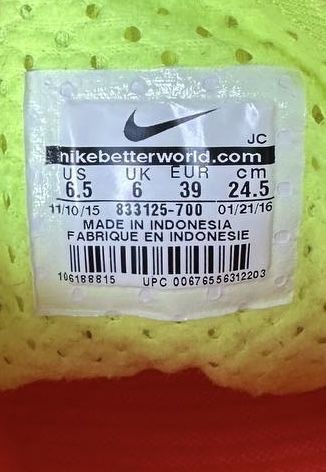 JC
nikebetterworld.com
US UK EUR cm
6.5 6 39 24.5
11/10/15 833125-700 01/21/16
MADE IN INDONESIA
FABRIQUE EN INDONESIE
106188815 UPC 00676556312203